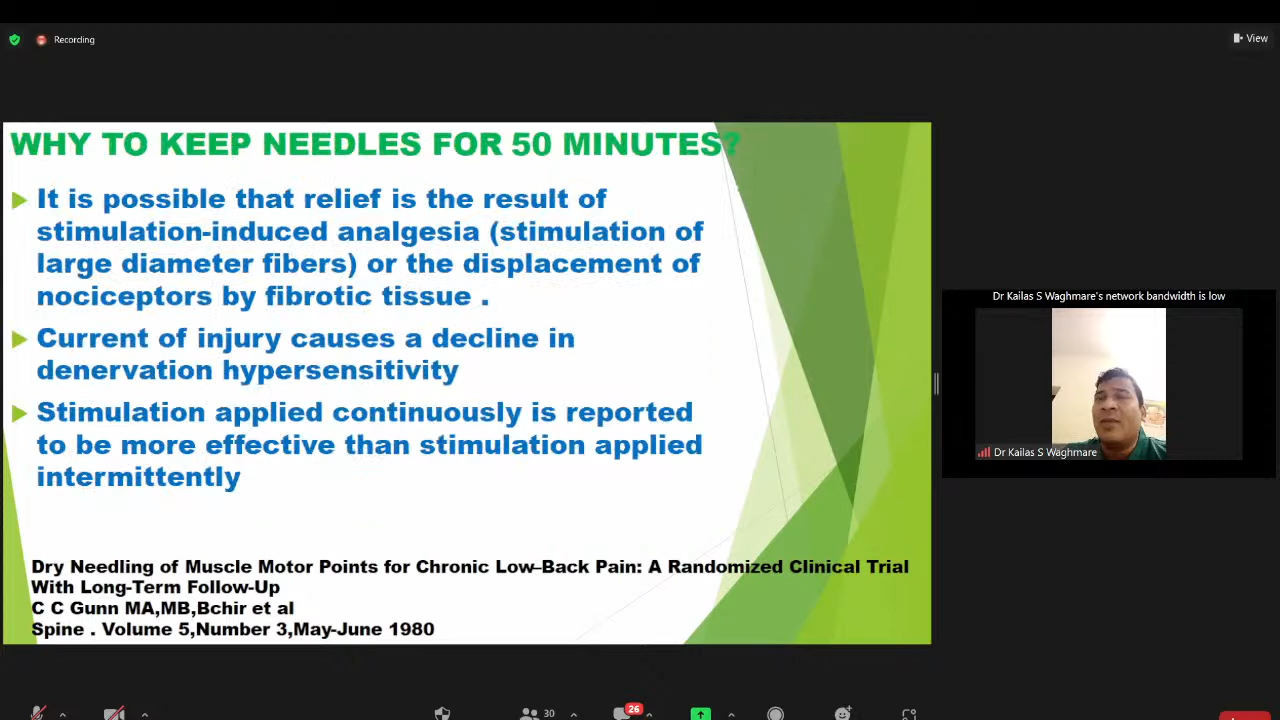 Recording
View
WHY TO KEEP NEEDLES FOR 50 MINUTES?
It is possible that relief is the result of
stimulation-induced analgesia (stimulation of
large diameter fibers) or the displacement of
nociceptors by fibrotic tissue .
Current of injury causes a decline in
denervation hypersensitivity
Stimulation applied continuously is reported
to be more effective than stimulation applied
intermittently
Dry Needling of Muscle Motor Points for Chronic Low–Back Pain: A Randomized Clinical Trial
With Long-Term Follow-Up
C C Gunn MA,MB,Bchir et al
Spine . Volume 5,Number 3,May-June 1980
Dr Kailas S Waghmare's network bandwidth is low
Dr Kailas S Waghmare
30
26